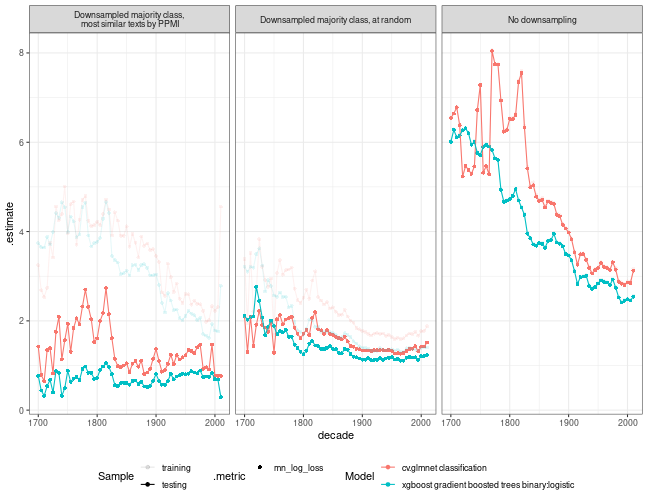 Downsampled majority class,
most similar texts by PPMI
Downsampled majority class, at random
No downsampling
8
6
4
2
0
.estimate
1700
1800
1900
2000
1700
1800
1900
2000
1700
1800
1900
2000
decade
Sample
training
testing
.metric
mn_log_loss
Model
cv.glmnet classification
xgboost gradient boosted trees binary:logistic